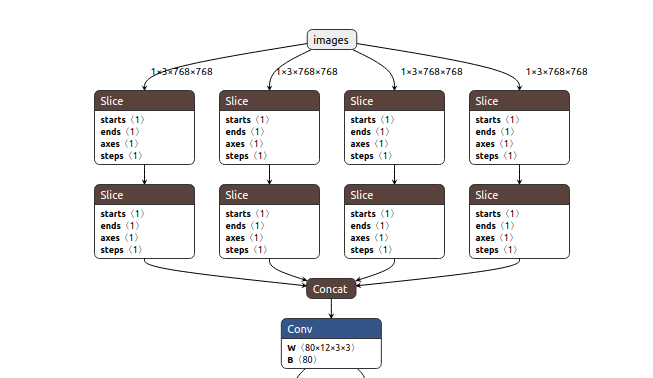 images
1×3×768×768 1×3×768×768 1×3×768×768 1×3×768×768
Slice Slice Slice Slice
starts 〈1〉 starts 〈1〉 starts 〈1〉 starts 〈1〉
ends 〈1〉 ends 〈1〉 ends 〈1〉 ends 〈1〉
axes 〈1〉 axes 〈1〉 axes 〈1〉 axes 〈1〉
steps 〈1〉 steps 〈1〉 steps 〈1〉 steps 〈1〉
Slice Slice Slice Slice
starts 〈1〉 starts 〈1〉 starts 〈1〉 starts 〈1〉
ends 〈1〉 ends 〈1〉 ends 〈1〉 ends 〈1〉
axes 〈1〉 axes 〈1〉 axes 〈1〉 axes 〈1〉
steps 〈1〉 steps 〈1〉 steps 〈1〉 steps 〈1〉
Concat
Conv
W 〈80×12×3×3〉
B 〈80〉